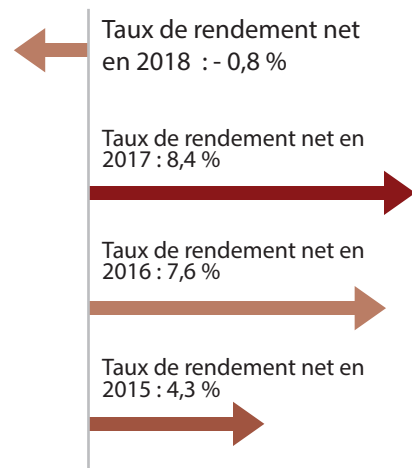 Taux de rendement net
en 2018 : - 0,8 %
Taux de rendement net en
2017 : 8,4 %
Taux de rendement net en
2016 : 7,6 %
Taux de rendement net en
2015 : 4,3 %